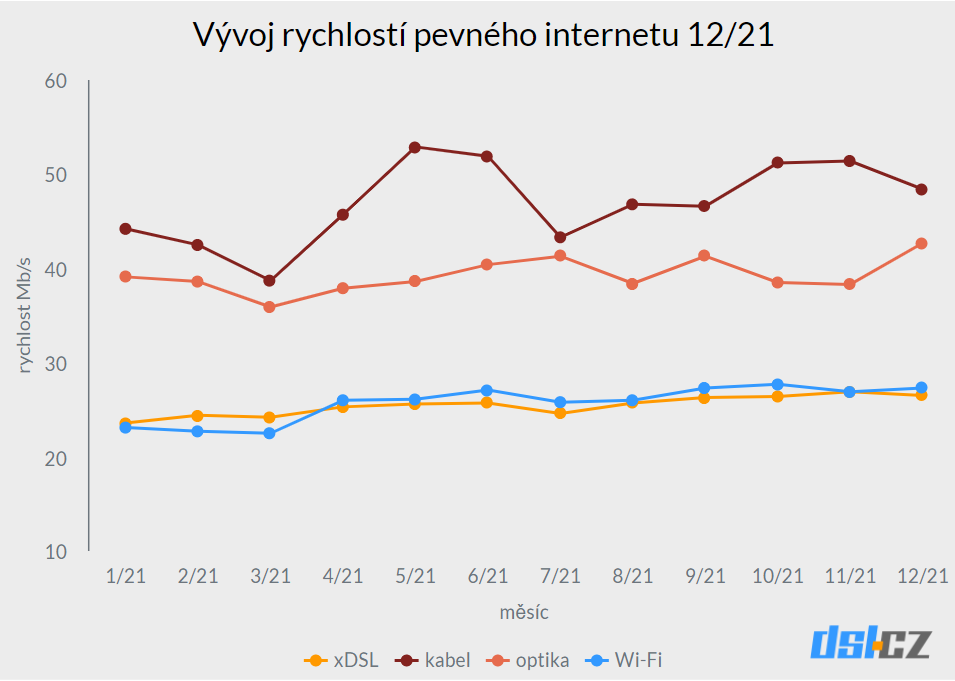 Vývoj rychlostí pevného internetu 12/21
60
50
40
30
20
10
rychlost Mb/s
1/21 2/21 3/21 4/21 5/21 6/21 7/21 8/21 9/21 10/21 11/21 12/21
měsíc
xDSL kabel optika Wi-Fi
dsl.cz